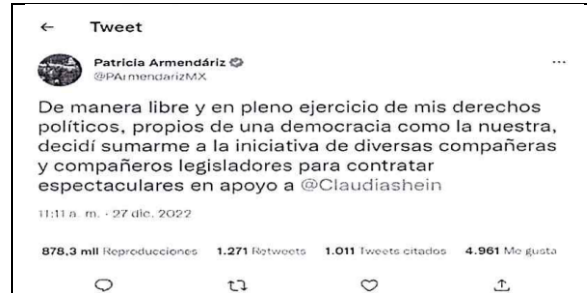 ← Tweet
Patricia Armendáriz
@PArmendarizMX
De manera libre y en pleno ejercicio de mis derechos
políticos, propios de una democracia como la nuestra,
decidí sumarme a la iniciativa de diversas compañeras
y compañeros legisladores para contratar
espectaculares en apoyo a @Claudiashein
11:11 a. m. · 27 dic. 2022
878,3 mil Reproducciones 1.271 Retweets 1.011 Tweets citados 4.961 Me gusta